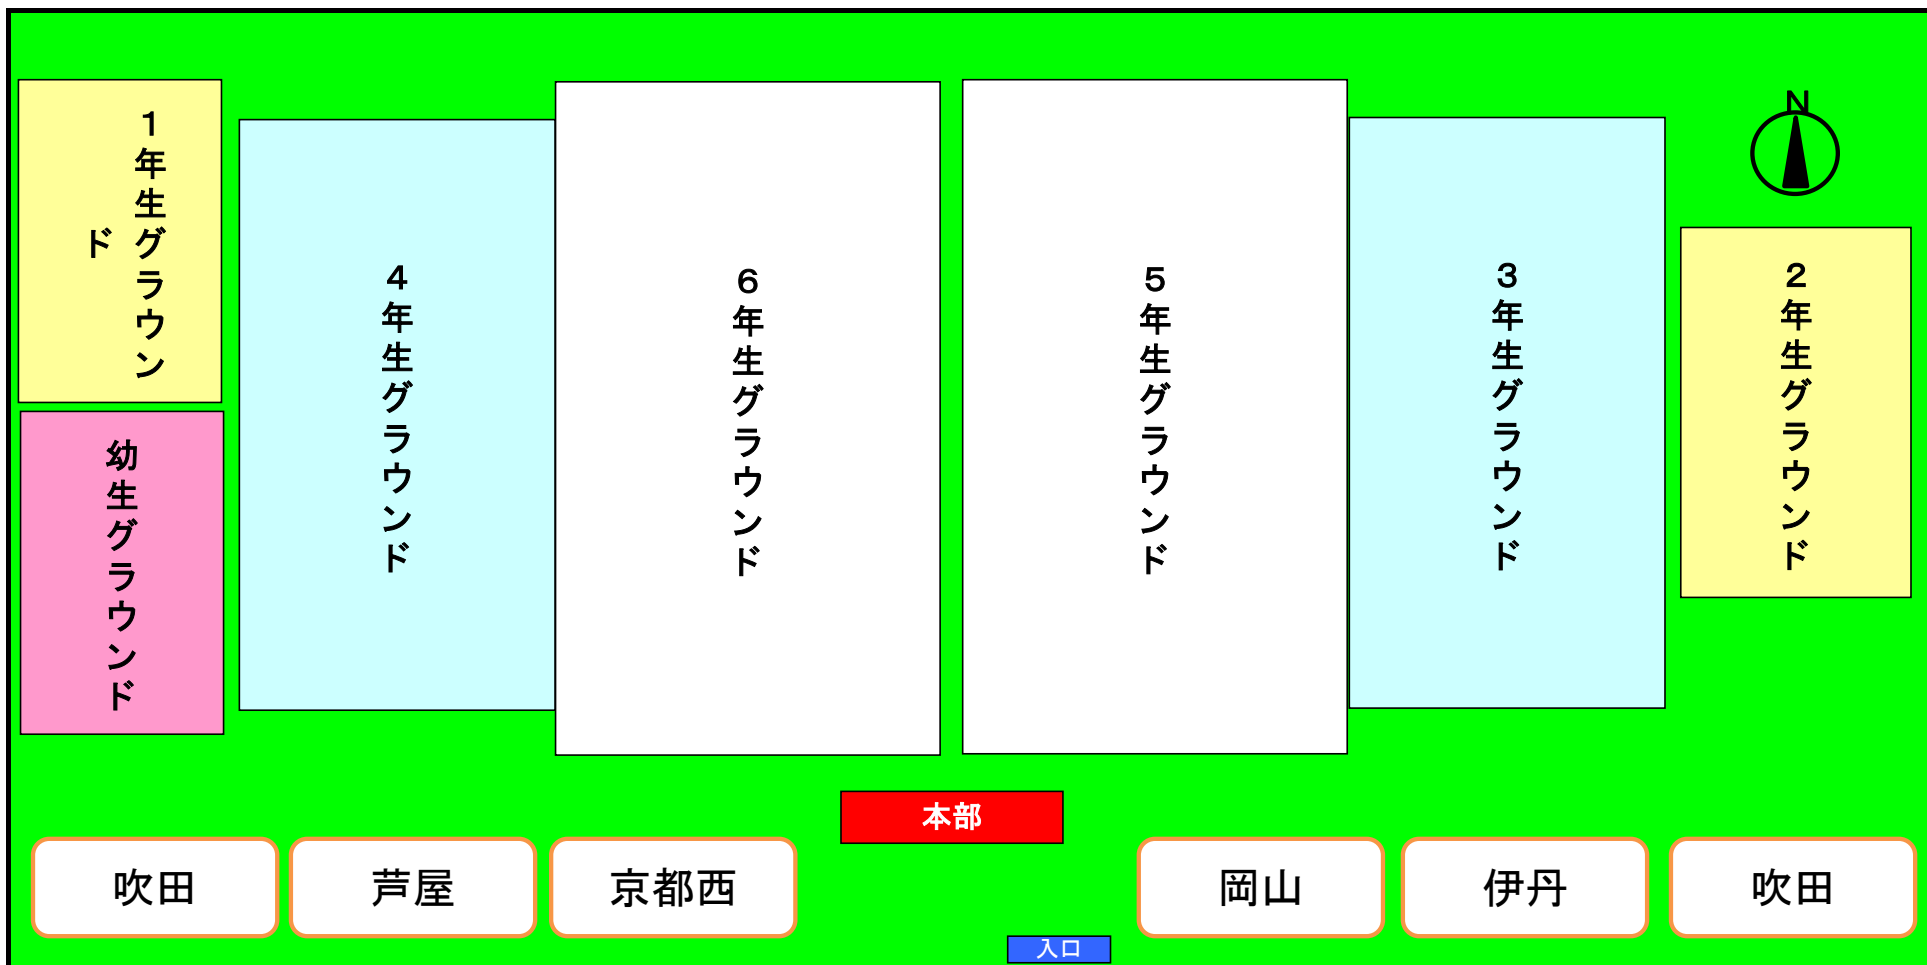 1年生グラウン
ド
幼生グラウンド
4年生グラウンド
6年生グラウンド
5年生グラウンド
3年生グラウンド
N
2年生グラウンド
本部
吹田
芦屋
京都西
岡山
伊丹
吹田
入口